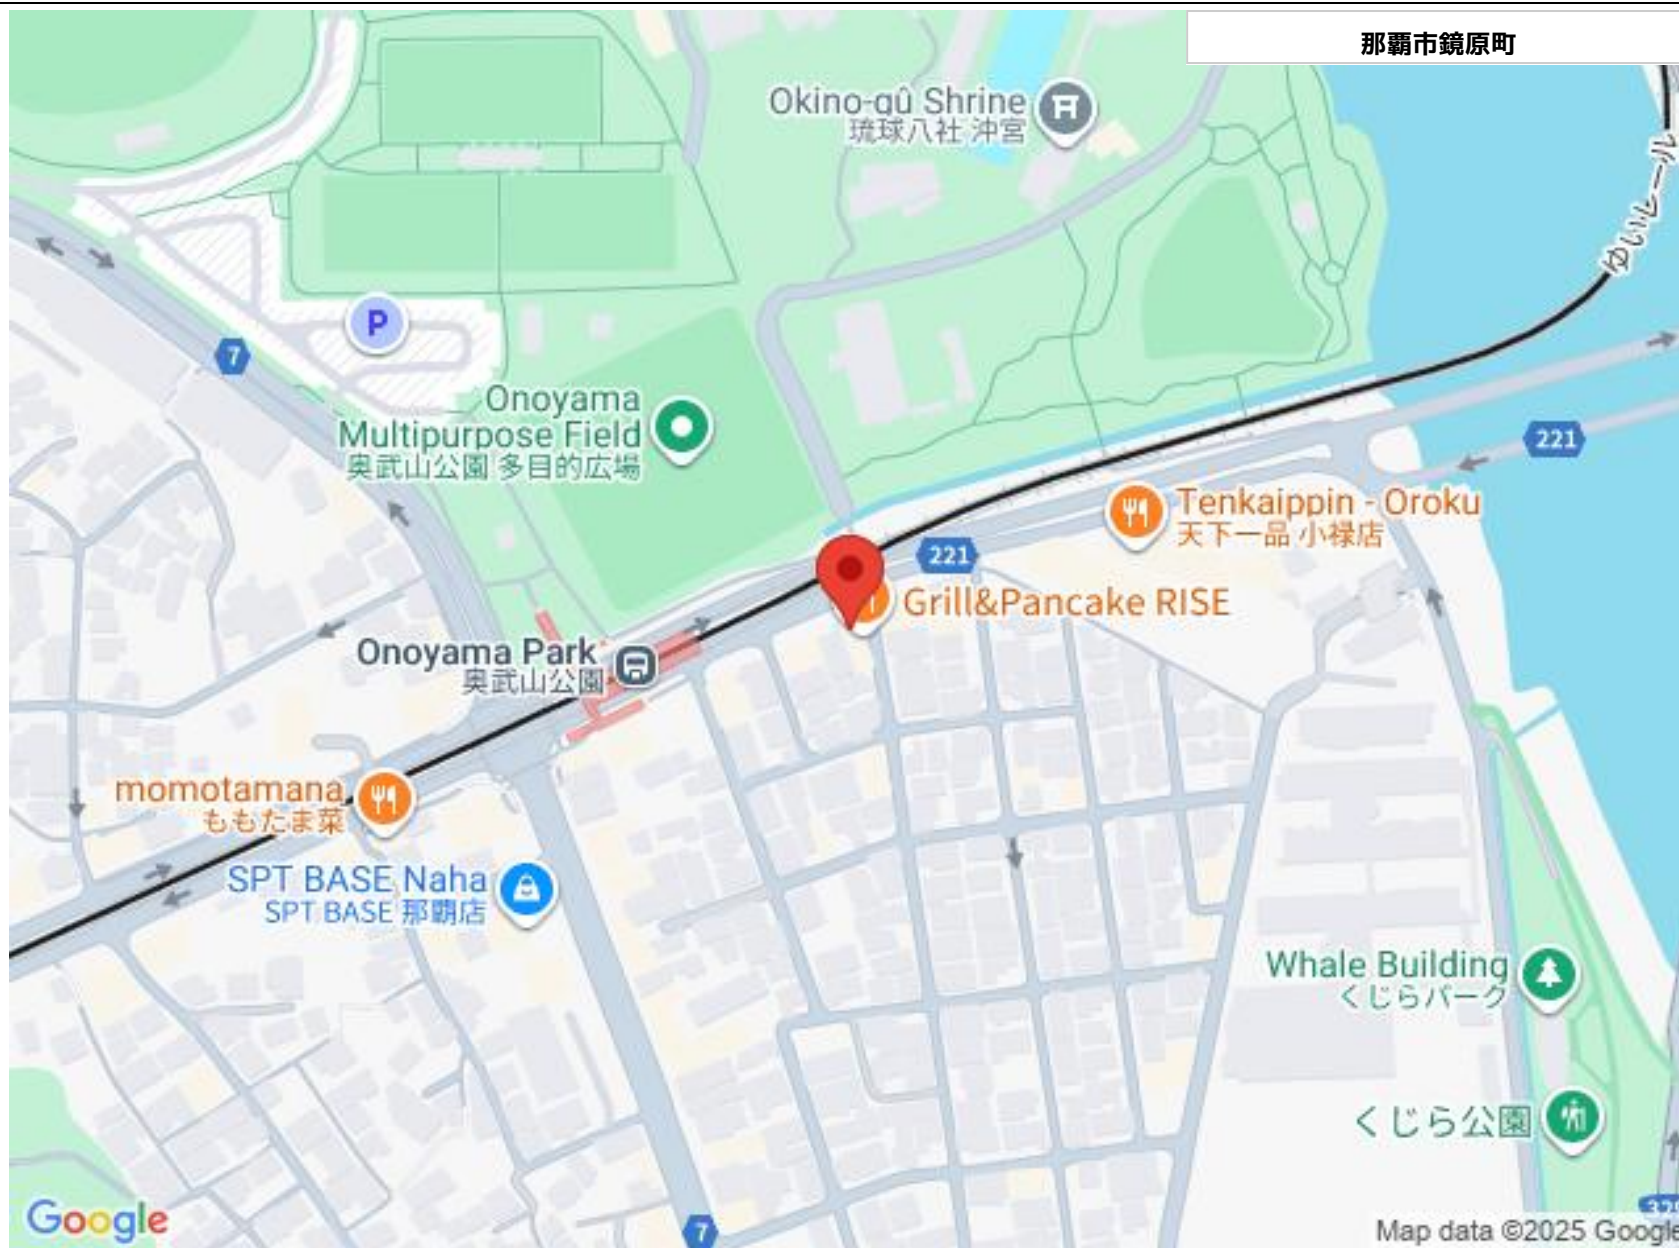 那覇市鏡原町
Okino-gû Shrine
琉球八社 沖宮
ゆいレール
P
7
Onoyama
Multipurpose Field
奥武山公園 多目的広場
221
Tenkaippin - Oroku
天下一品 小禄店
221
Grill&Pancake RISE
Onoyama Park
奥武山公園
momotamana
ももたま菜
SPT BASE Naha
SPT BASE 那覇店
Whale Building
くじらパーク
くじら公園
7
Google
Map data ©2025 Google